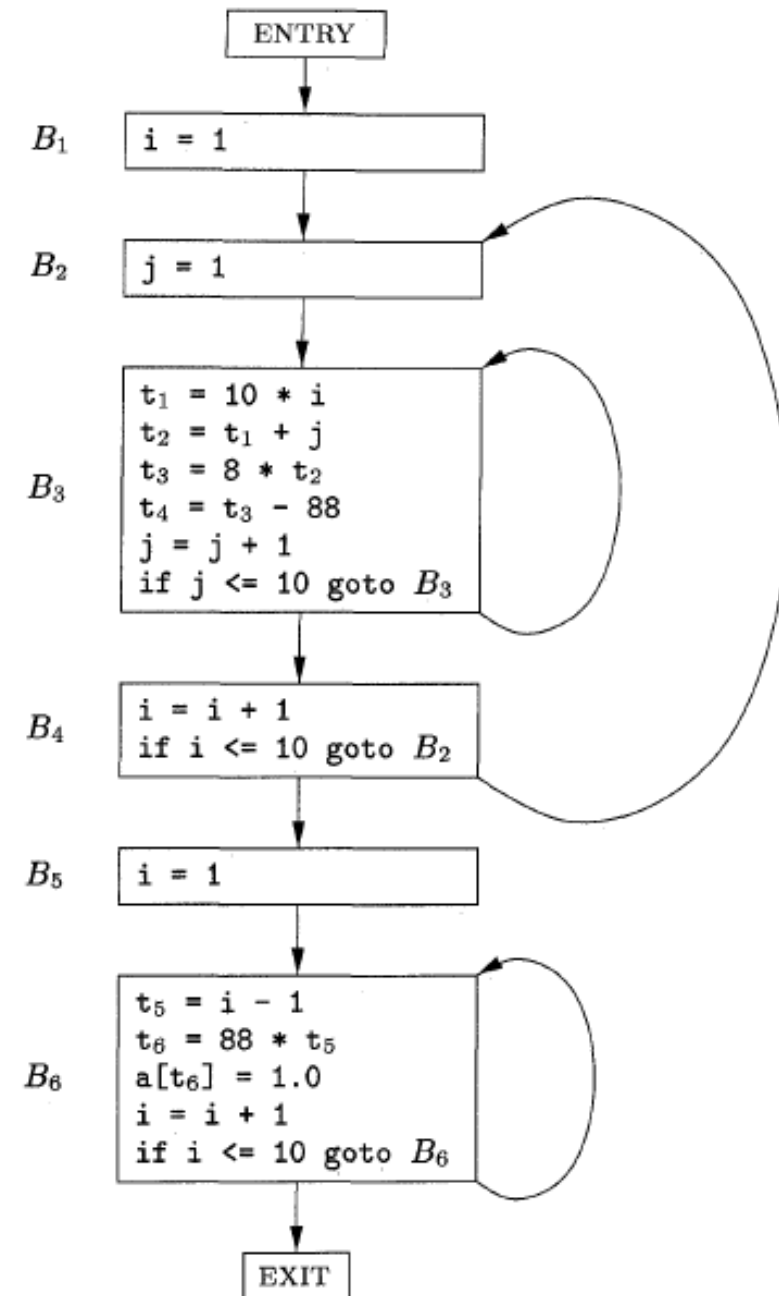 ENTRY
B₁ i = 1
B₂ j = 1
t₁ = 10 * i
t₂ = t₁ + j
t₃ = 8 * t₂
B₃
t₄ = t₃ - 88
j = j + 1
if j <= 10 goto B₃
i = i + 1
B₄
if i <= 10 goto B₂
B₅ i = 1
t₅ = i - 1
t₆ = 88 * t₅
B₆ a[t₆] = 1.0
i = i + 1
if i <= 10 goto B₆
EXIT